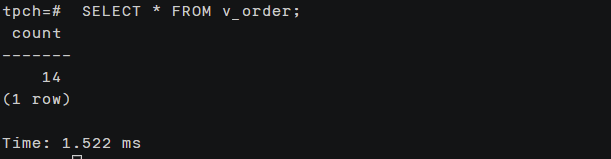 tpch=#  SELECT * FROM v_order;
 count
-------
    14
(1 row)

Time: 1.522 ms